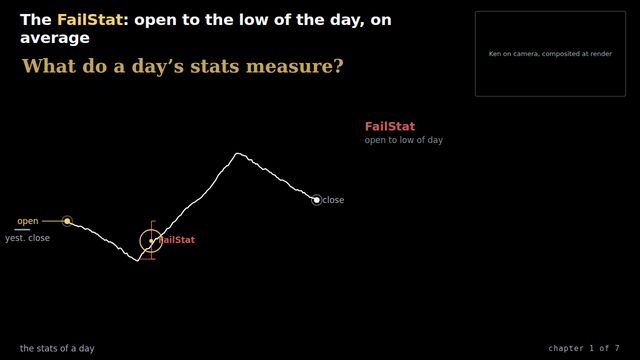 The FailStat: open to the low of the day, on
average
What do a day's stats measure?
Ken on camera, composited at render
FailStat
open to low of day
close
open
yest. close
FailStat
the stats of a day
chapter 1 of 7